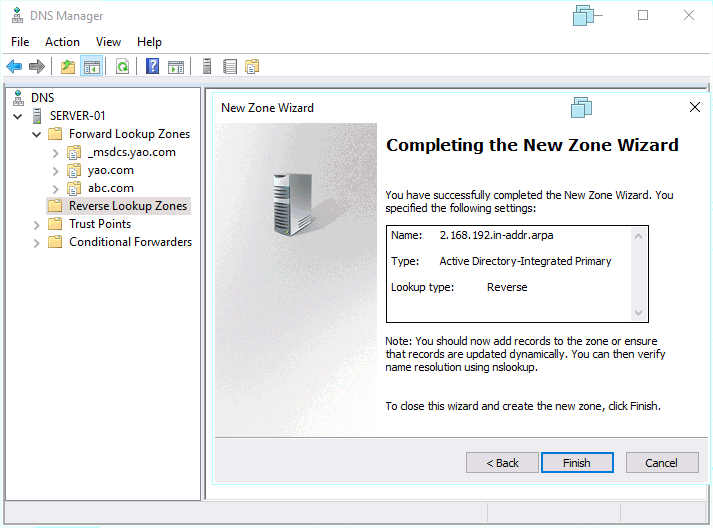 DNS Manager
File Action View Help
DNS
SERVER-01
Forward Lookup Zones
_msdcs.yao.com
yao.com
abc.com
Reverse Lookup Zones
Trust Points
Conditional Forwarders
New Zone Wizard
Completing the New Zone Wizard
You have successfully completed the New Zone Wizard. You
specified the following settings:
Name: 2.168.192.in-addr.arpa
Type: Active Directory-Integrated Primary
Lookup type: Reverse
Note: You should now add records to the zone or ensure
that records are updated dynamically. You can then verify
name resolution using nslookup.
To close this wizard and create the new zone, click Finish.
< Back Finish Cancel